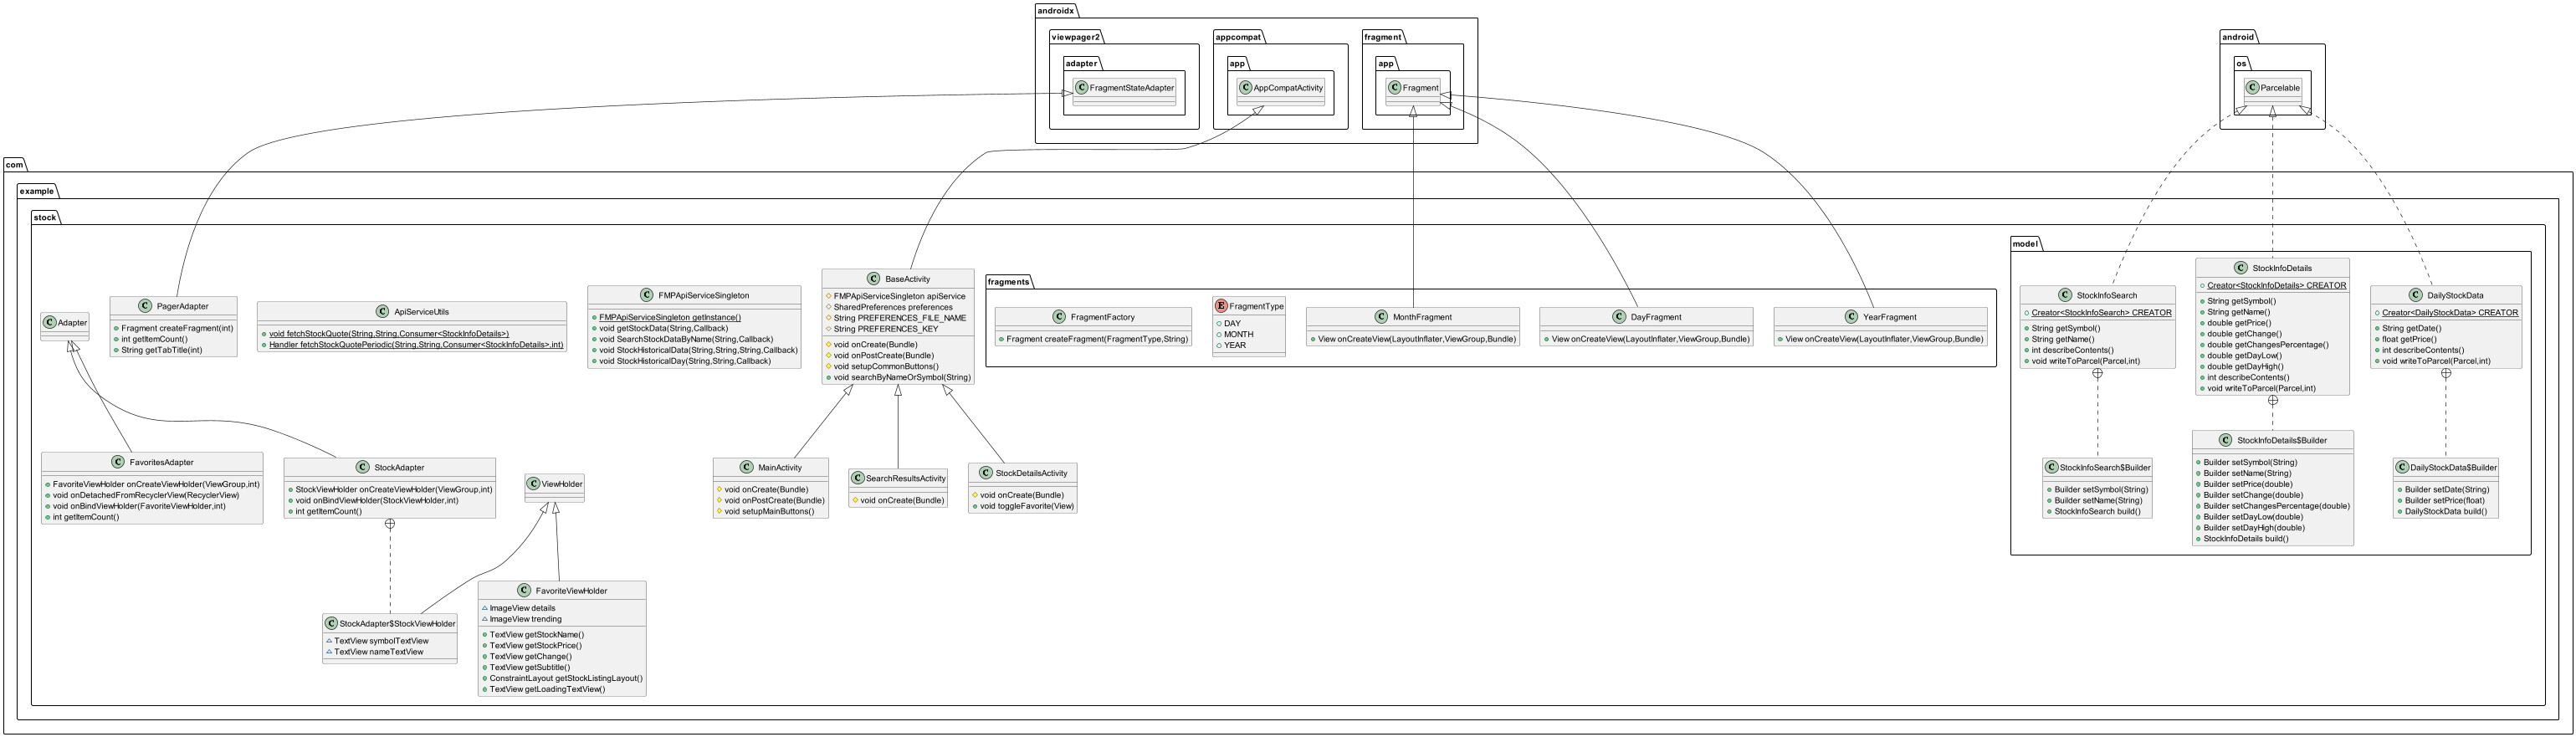 androidx
viewpager2
adapter
C FragmentStateAdapter
appcompat
app
C AppCompatActivity
fragment
app
C Fragment
android
os
C Parcelable
com
example
stock
C Adapter
C PagerAdapter
Fragment createFragment(int)
int getItemCount()
String getTabTitle(int)
C ApiServiceUtils
void fetchStockQuote(String,String,Consumer<StockInfoDetails>)
Handler fetchStockQuotePeriodic(String,String,Consumer<StockInfoDetails>,int)
C FMPApiServiceSingleton
FMPApiServiceSingleton getInstance()
void getStockData(String,Callback)
void SearchStockDataByName(String,Callback)
void StockHistoricalData(String,String,String,Callback)
void StockHistoricalDay(String,String,Callback)
C BaseActivity
FMPApiServiceSingleton apiService
SharedPreferences preferences
String PREFERENCES_FILE_NAME
String PREFERENCES_KEY
void onCreate(Bundle)
void onPostCreate(Bundle)
void setupCommonButtons()
void searchByNameOrSymbol(String)
fragments
C FragmentFactory
Fragment createFragment(FragmentType,String)
E FragmentType
DAY
MONTH
YEAR
C MonthFragment
View onCreateView(LayoutInflater,ViewGroup,Bundle)
C DayFragment
View onCreateView(LayoutInflater,ViewGroup,Bundle)
C YearFragment
View onCreateView(LayoutInflater,ViewGroup,Bundle)
model
C StockInfoSearch
Creator<StockInfoSearch> CREATOR
String getSymbol()
String getName()
int describeContents()
void writeToParcel(Parcel,int)
C StockInfoDetails
Creator<StockInfoDetails> CREATOR
String getSymbol()
String getName()
double getPrice()
double getChange()
double getChangesPercentage()
double getDayLow()
double getDayHigh()
int describeContents()
void writeToParcel(Parcel,int)
C DailyStockData
Creator<DailyStockData> CREATOR
String getDate()
float getPrice()
int describeContents()
void writeToParcel(Parcel,int)
C FavoritesAdapter
FavoriteViewHolder onCreateViewHolder(ViewGroup,int)
void onDetachedFromRecyclerView(RecyclerView)
void onBindViewHolder(FavoriteViewHolder,int)
int getItemCount()
C StockAdapter
StockViewHolder onCreateViewHolder(ViewGroup,int)
void onBindViewHolder(StockViewHolder,int)
int getItemCount()
C ViewHolder
C MainActivity
void onCreate(Bundle)
void onPostCreate(Bundle)
void setupMainButtons()
C SearchResultsActivity
void onCreate(Bundle)
C StockDetailsActivity
void onCreate(Bundle)
void toggleFavorite(View)
C StockInfoSearch$Builder
Builder setSymbol(String)
Builder setName(String)
StockInfoSearch build()
C StockInfoDetails$Builder
Builder setSymbol(String)
Builder setName(String)
Builder setPrice(double)
Builder setChange(double)
Builder setChangesPercentage(double)
Builder setDayLow(double)
Builder setDayHigh(double)
StockInfoDetails build()
C DailyStockData$Builder
Builder setDate(String)
Builder setPrice(float)
DailyStockData build()
C StockAdapter$StockViewHolder
TextView symbolTextView
TextView nameTextView
C FavoriteViewHolder
ImageView details
ImageView trending
TextView getStockName()
TextView getStockPrice()
TextView getChange()
TextView getSubtitle()
ConstraintLayout getStockListingLayout()
TextView getLoadingTextView()